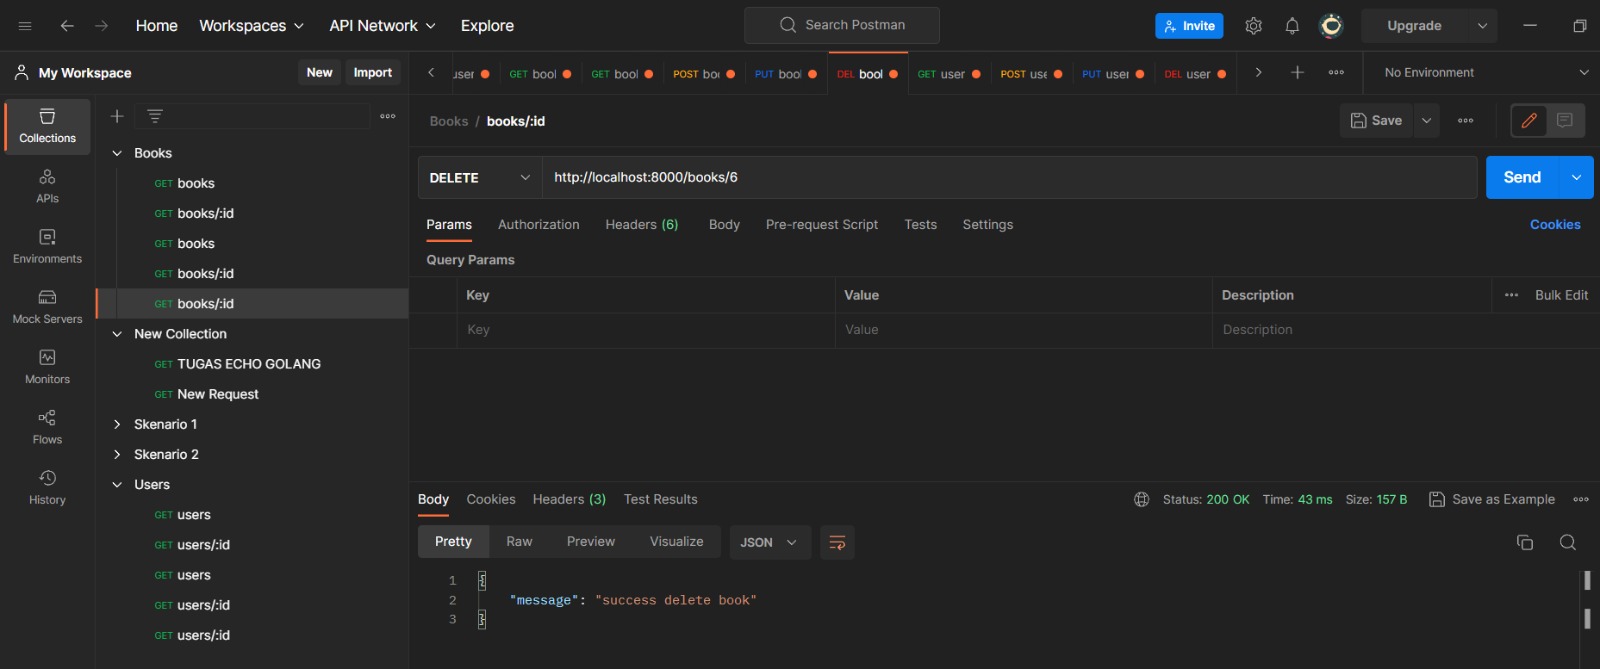 Home Workspaces API Network Explore Search Postman Invite Upgrade
My Workspace New Import
user GET bool GET bool POST boo PUT bool DEL bool GET user POST use PUT user DEL user No Environment
Collections
APIs
Environments
Mock Servers
Monitors
Flows
History
Books
GET books
GET books/:id
GET books
GET books/:id
GET books/:id
New Collection
GET TUGAS ECHO GOLANG
GET New Request
Skenario 1
Skenario 2
Users
GET users
GET users/:id
GET users
GET users/:id
GET users/:id
Books / books/:id Save
DELETE http://localhost:8000/books/6 Send
Params Authorization Headers (6) Body Pre-request Script Tests Settings Cookies
Query Params
Key Value Description Bulk Edit
Key Value Description
Body Cookies Headers (3) Test Results Status: 200 OK Time: 43 ms Size: 157 B Save as Example
Pretty Raw Preview Visualize JSON
1 {
2 "message": "success delete book"
3 }